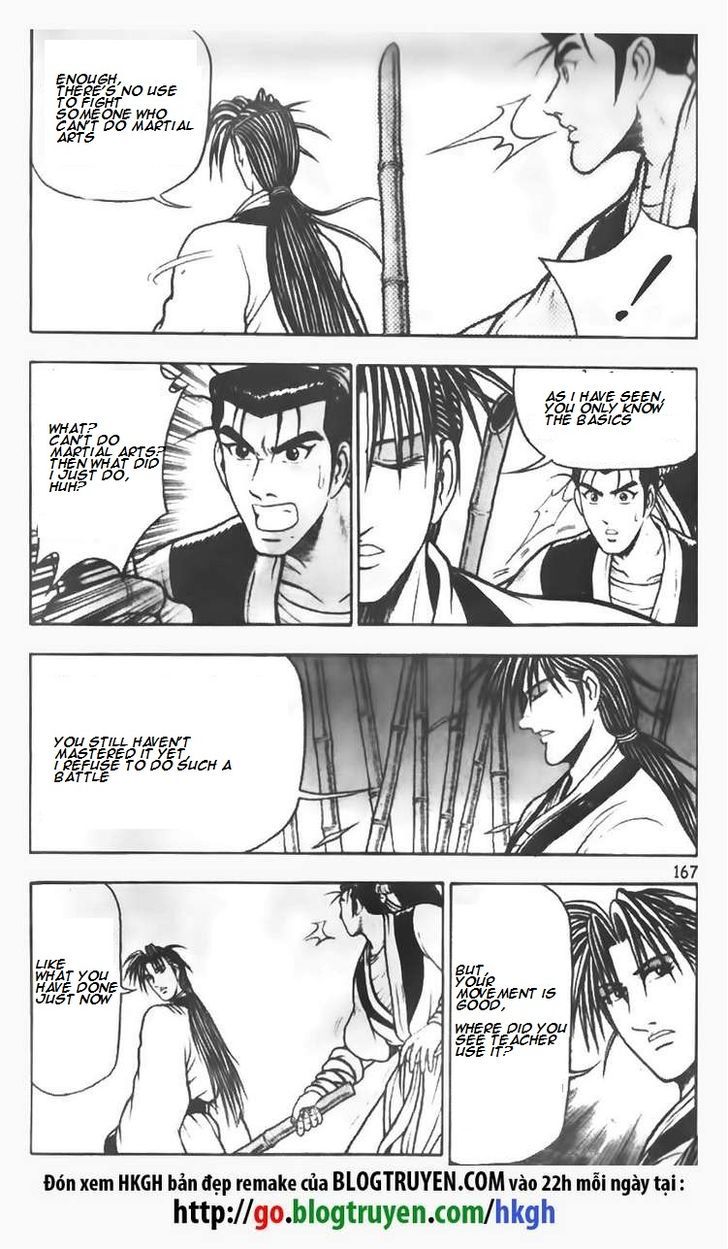 ENOUGH,
THERE'S NO USE
TO FIGHT
SOMEONE WHO
CAN'T DO MARTIAL
ARTS
!
WHAT?
CAN'T DO
MARTIAL ARTS?
THEN WHAT DID
I JUST DO,
HUH?
AS I HAVE SEEN,
YOU ONLY KNOW
THE BASICS
YOU STILL HAVEN'T
MASTERED IT YET,
I REFUSE TO DO SUCH A
BATTLE
167
LIKE
WHAT YOU
HAVE DONE
JUST NOW
BUT,
YOUR
MOVEMENT IS
GOOD,
WHERE DID YOU
SEE TEACHER
USE IT?
Đón xem HKGH bản đẹp remake của BLOGTRUYEN.COM vào 22h mỗi ngày tại :
http://go.blogtruyen.com/hkgh